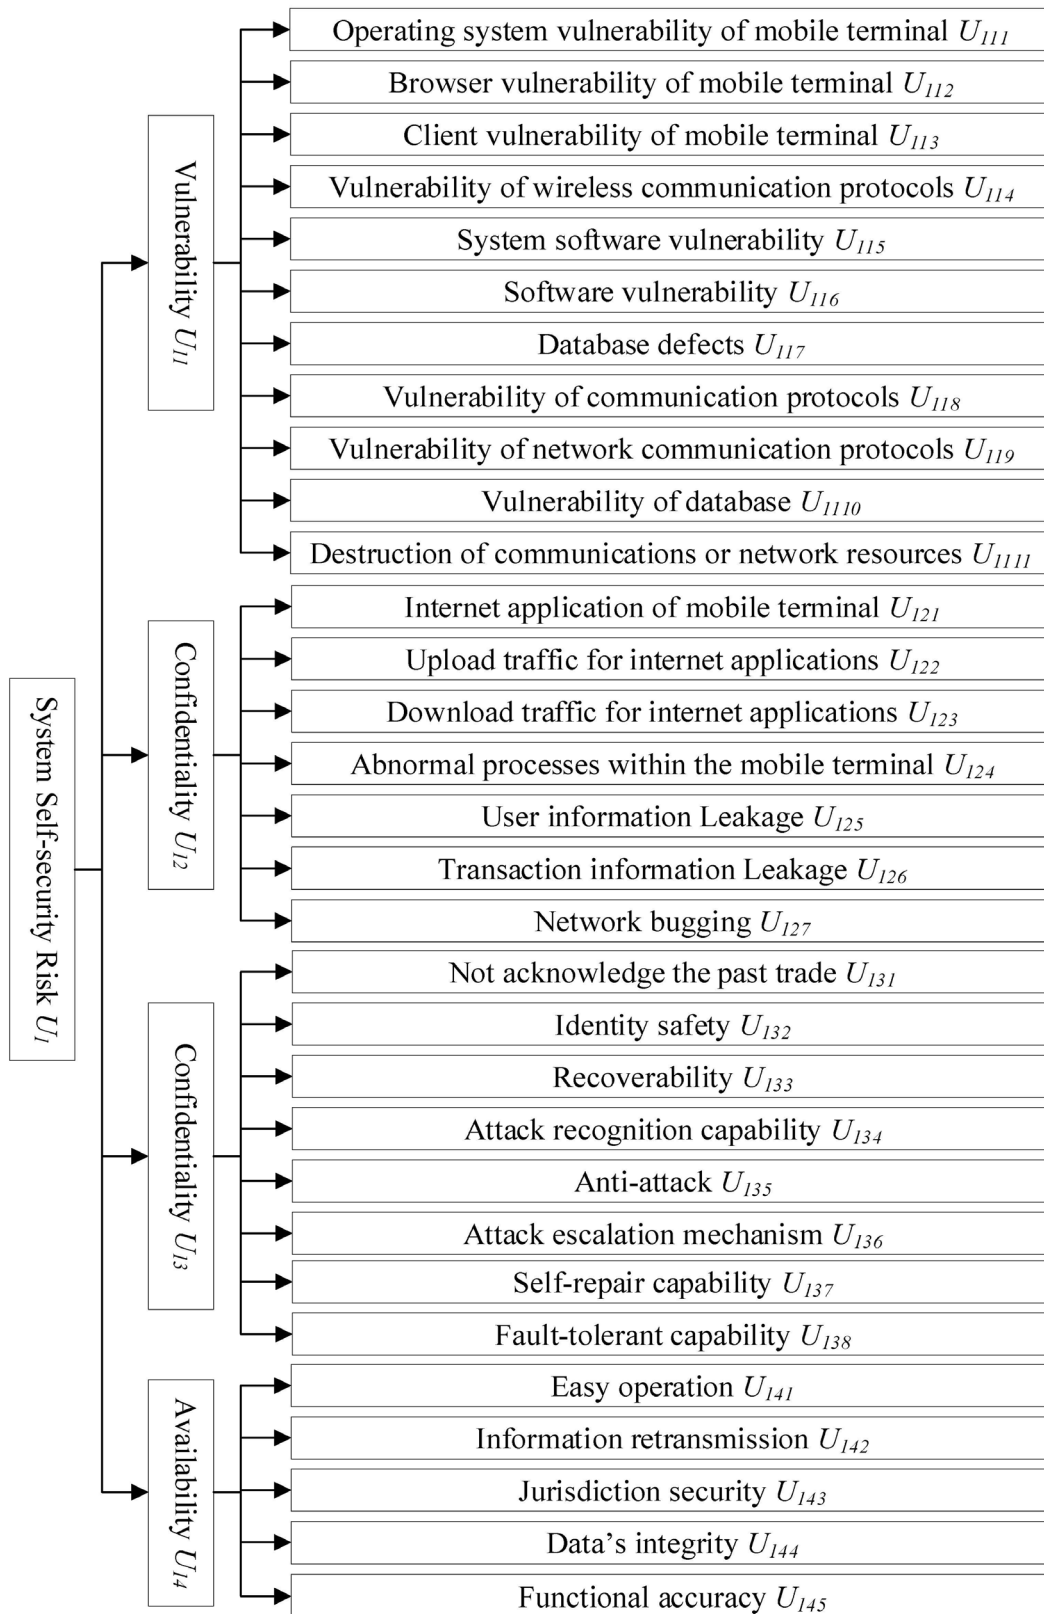 System Self-security Risk U1
Vulnerability U11
Operating system vulnerability of mobile terminal U111
Browser vulnerability of mobile terminal U112
Client vulnerability of mobile terminal U113
Vulnerability of wireless communication protocols U114
System software vulnerability U115
Software vulnerability U116
Database defects U117
Vulnerability of communication protocols U118
Vulnerability of network communication protocols U119
Vulnerability of database U1110
Destruction of communications or network resources U1111
Confidentiality U12
Internet application of mobile terminal U121
Upload traffic for internet applications U122
Download traffic for internet applications U123
Abnormal processes within the mobile terminal U124
User information Leakage U125
Transaction information Leakage U126
Network bugging U127
Confidentiality U13
Not acknowledge the past trade U131
Identity safety U132
Recoverability U133
Attack recognition capability U134
Anti-attack U135
Attack escalation mechanism U136
Self-repair capability U137
Fault-tolerant capability U138
Availability U14
Easy operation U141
Information retransmission U142
Jurisdiction security U143
Data’s integrity U144
Functional accuracy U145